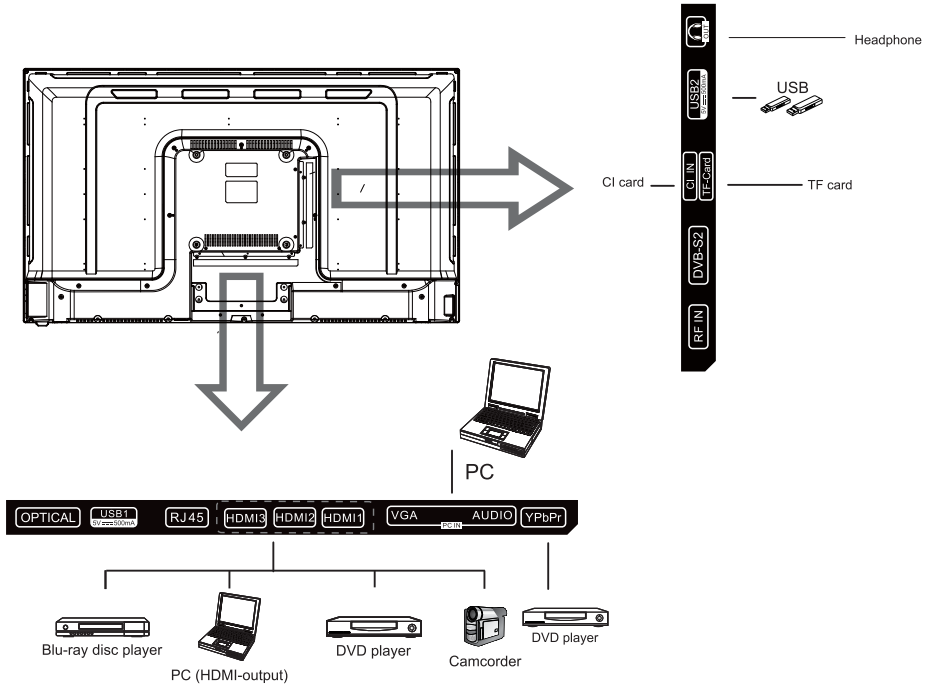 OUT
Headphone
USB2
5V⎓500mA
USB
CI card
CI IN
TF-Card
TF card
DVB-S2
RF IN
PC
OPTICAL
USB1
5V⎓500mA
RJ45
HDMI3
HDMI2
HDMI1
VGA
AUDIO
PC IN
YPbPr
Blu-ray disc player
PC (HDMI-output)
DVD player
Camcorder
DVD player